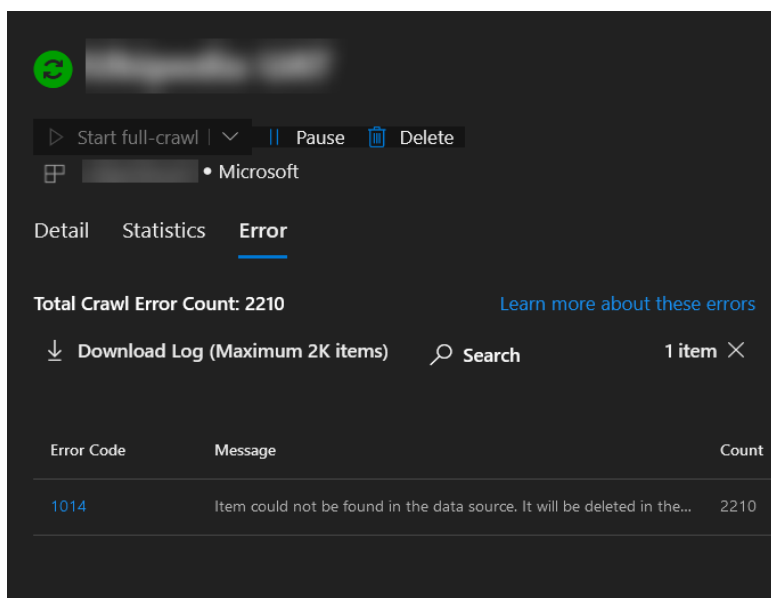 Start full-crawl | Pause Delete
• Microsoft
Detail Statistics Error
Total Crawl Error Count: 2210 Learn more about these errors
Download Log (Maximum 2K items) Search 1 item
Error Code Message Count
1014 Item could not be found in the data source. It will be deleted in the... 2210